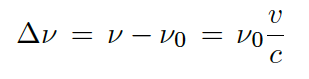 Δν = ν − ν₀ = ν₀ v/c